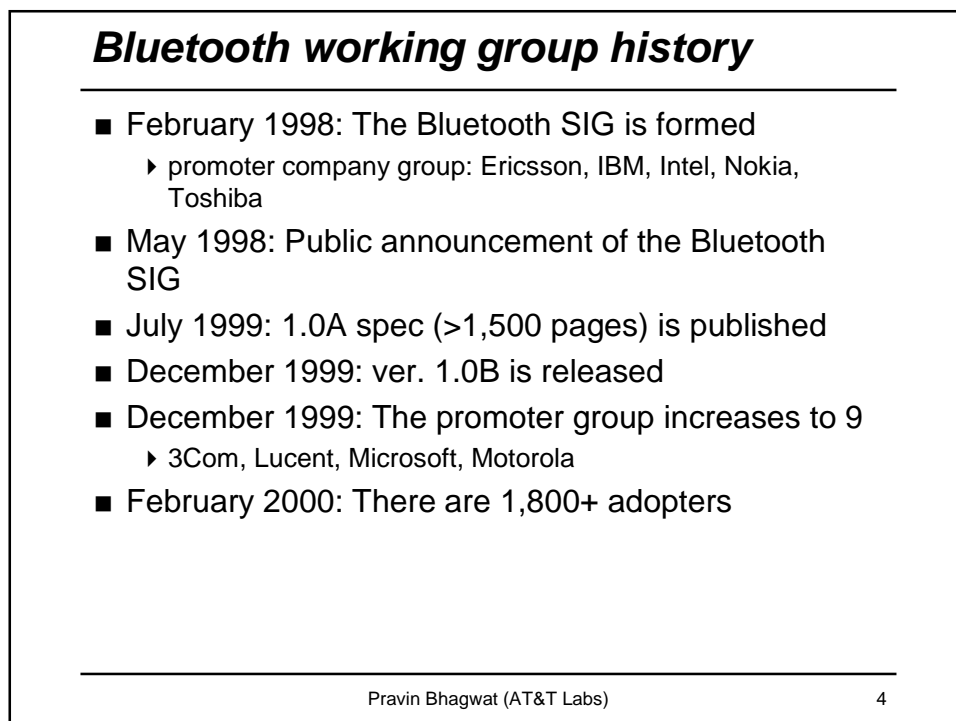 Bluetooth working group history
■ February 1998: The Bluetooth SIG is formed
promoter company group: Ericsson, IBM, Intel, Nokia,
Toshiba
■ May 1998: Public announcement of the Bluetooth
SIG
■ July 1999: 1.0A spec (>1,500 pages) is published
■ December 1999: ver. 1.0B is released
■ December 1999: The promoter group increases to 9
3Com, Lucent, Microsoft, Motorola
■ February 2000: There are 1,800+ adopters
Pravin Bhagwat (AT&T Labs)
4